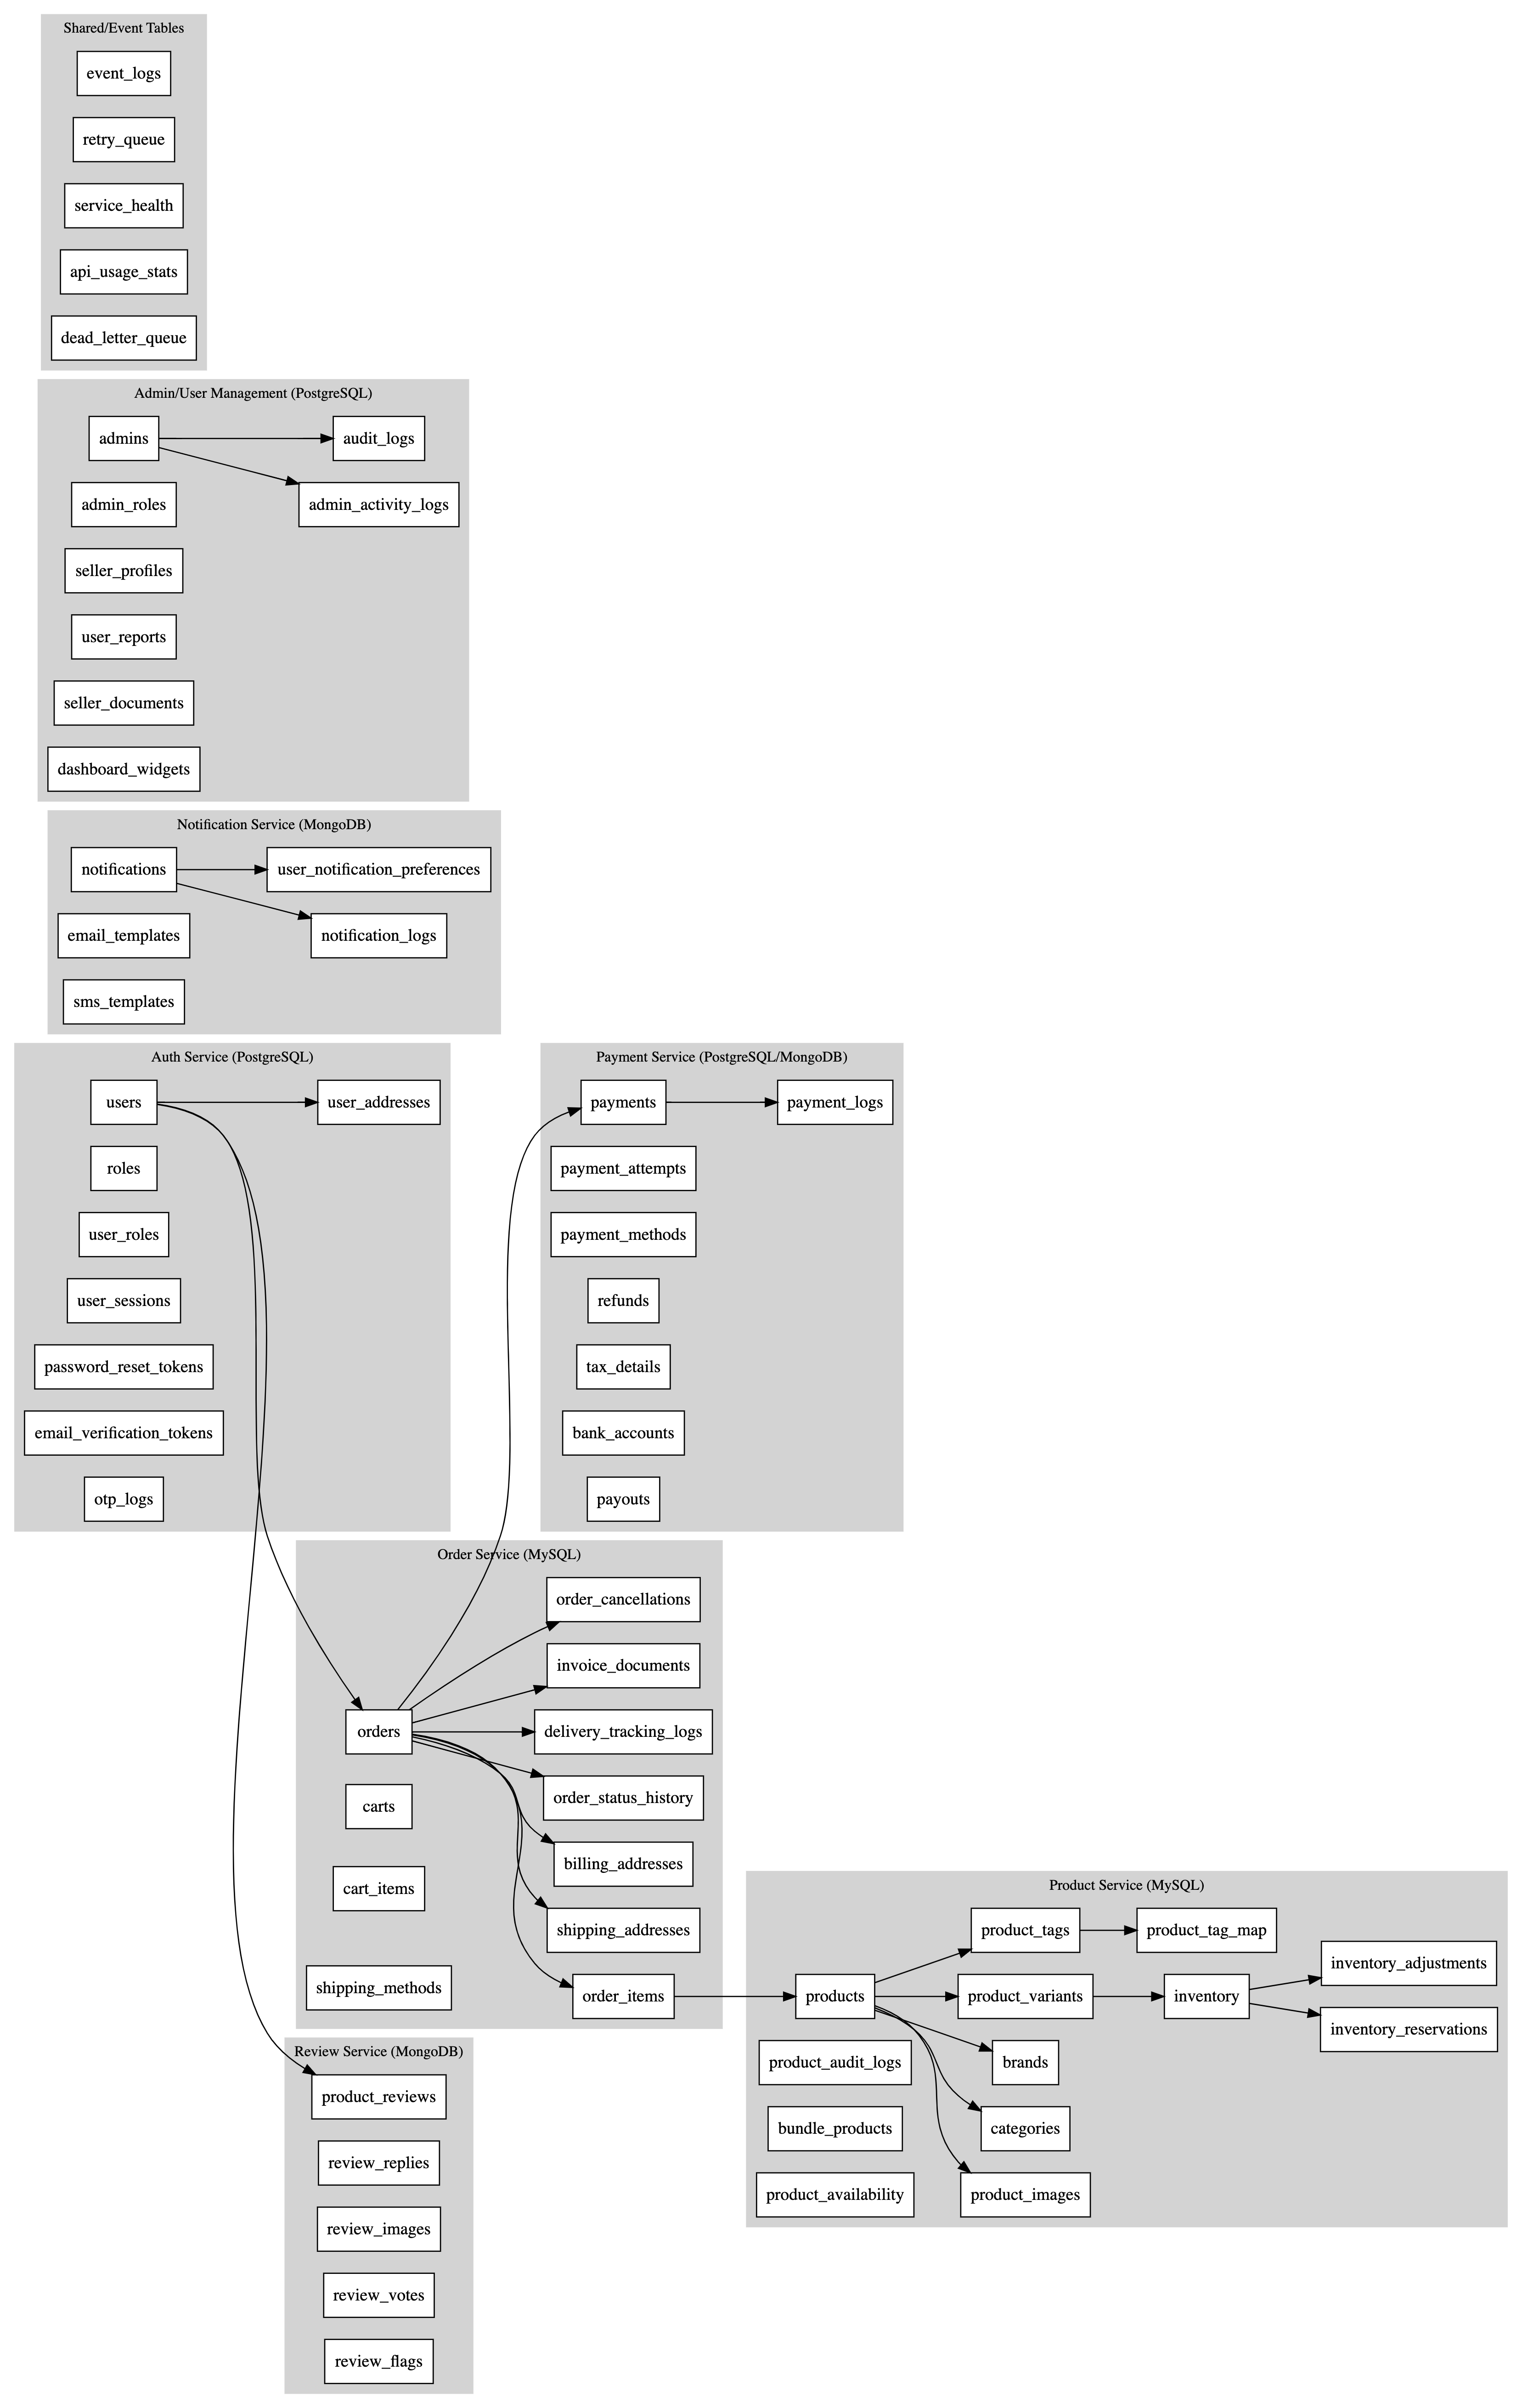 Shared/Event Tables
event_logs
retry_queue
service_health
api_usage_stats
dead_letter_queue
Admin/User Management (PostgreSQL)
admins
audit_logs
admin_roles
admin_activity_logs
seller_profiles
user_reports
seller_documents
dashboard_widgets
Notification Service (MongoDB)
notifications
user_notification_preferences
email_templates
notification_logs
sms_templates
Auth Service (PostgreSQL)
users
user_addresses
roles
user_roles
user_sessions
password_reset_tokens
email_verification_tokens
otp_logs
Payment Service (PostgreSQL/MongoDB)
payments
payment_logs
payment_attempts
payment_methods
refunds
tax_details
bank_accounts
payouts
Order Service (MySQL)
order_cancellations
invoice_documents
orders
delivery_tracking_logs
order_status_history
carts
billing_addresses
cart_items
shipping_addresses
shipping_methods
order_items
Product Service (MySQL)
product_tags
product_tag_map
inventory_adjustments
products
product_variants
inventory
inventory_reservations
product_audit_logs
brands
bundle_products
categories
product_availability
product_images
Review Service (MongoDB)
product_reviews
review_replies
review_images
review_votes
review_flags